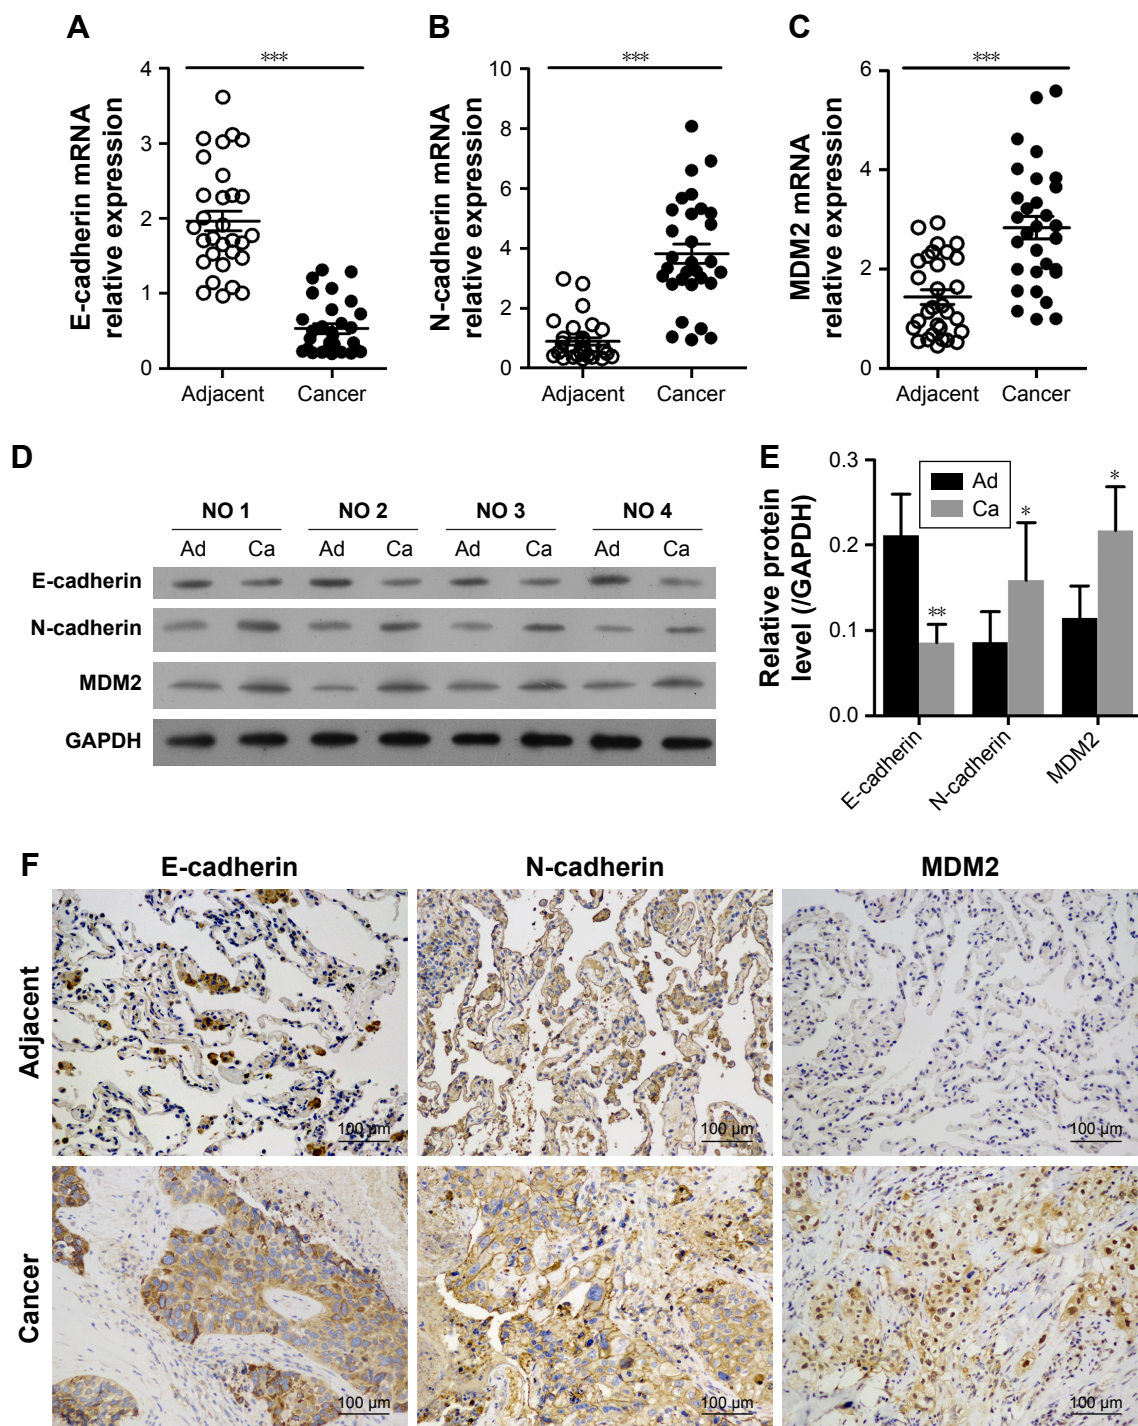 A
***
E-cadherin mRNA
relative expression
4
3
2
1
0
Adjacent Cancer
B
***
N-cadherin mRNA
relative expression
10
8
6
4
2
0
Adjacent Cancer
C
***
MDM2 mRNA
relative expression
6
4
2
0
Adjacent Cancer
D
NO 1 NO 2 NO 3 NO 4
Ad Ca Ad Ca Ad Ca Ad Ca
E-cadherin
N-cadherin
MDM2
GAPDH
E
Relative protein
level (/GAPDH)
0.3
0.2
0.1
0.0
Ad
Ca
**
*
*
E-cadherin
N-cadherin
MDM2
F
E-cadherin N-cadherin MDM2
Adjacent
100 µm 100 µm 100 µm
Cancer
100 µm 100 µm 100 µm